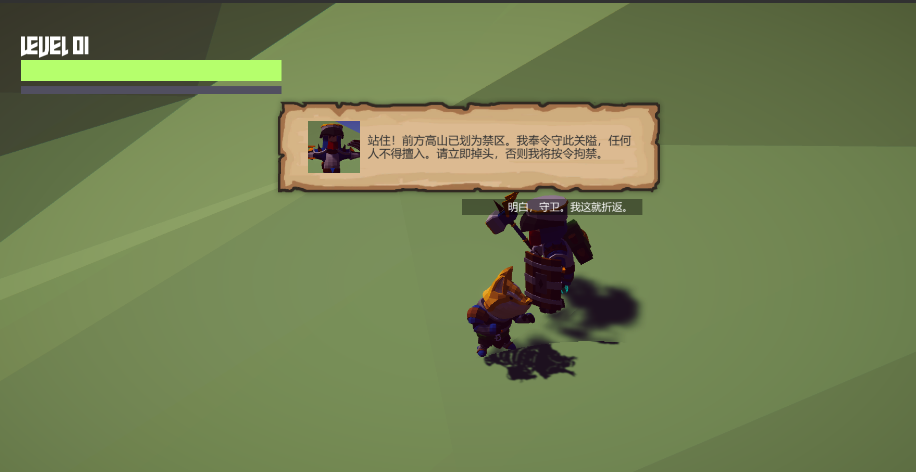 LEVEL 01
站住！前方高山已划为禁区。我奉令守此关隘，任何
人不得擅入。请立即掉头，否则我将按令拘禁。
明白，守卫。我这就折返。